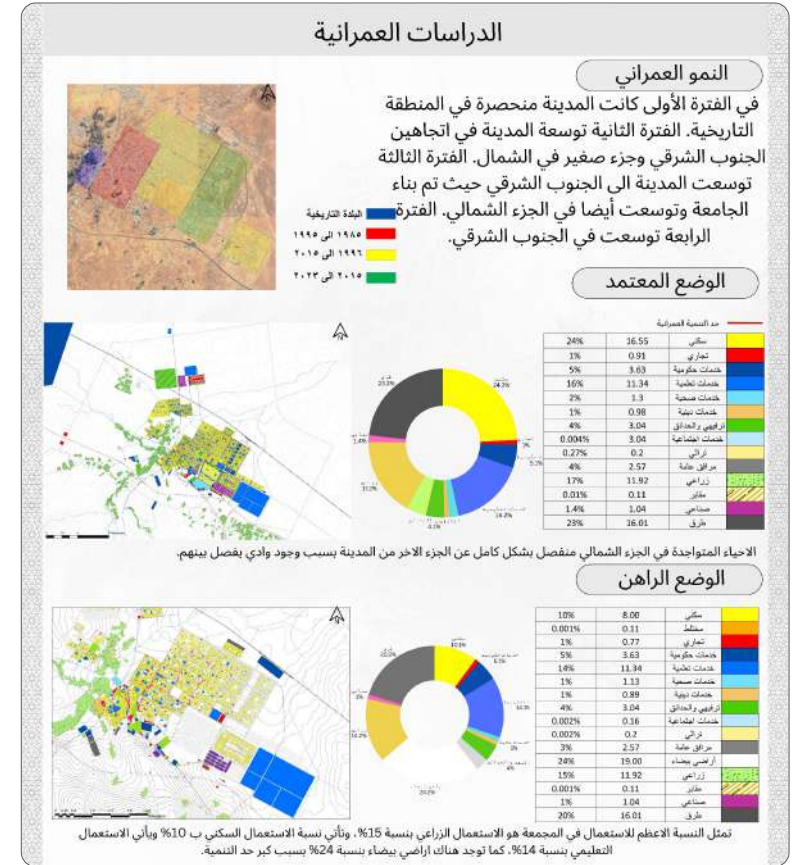 الدراسات العمرانية
النمو العمراني
في الفترة الأولى كانت المدينة منحصرة في المنطقة
التاريخية. الفترة الثانية توسعة المدينة في اتجاهين
الجنوب الشرقي وجزء صغير في الشمال. الفترة الثالثة
توسعت المدينة الى الجنوب الشرقي حيث تم بناء
الجامعة وتوسعت أيضا في الجزء الشمالي. الفترة
الرابعة توسعت في الجنوب الشرقي.
البلدة التاريخية
١٩٨٥ الى ١٩٩٥
١٩٩٦ الى ٢٠١٥
٢٠١٥ الى ٢٠٢٣
الوضع المعتمد
حد التنمية العمرانية
سكني 16.55 24%
تجاري 0.91 1%
خدمات حكومية 3.63 5%
خدمات تعلمية 11.34 16%
خدمات صحية 1.3 2%
خدمات دينية 0.98 1%
ترفيهي والحدائق 3.04 4%
خدمات اجتماعية 3.04 0.004%
تراثي 0.2 0.27%
مرافق عامة 2.57 4%
زراعي 11.92 17%
مقابر 0.11 0.01%
صناعي 1.04 1.4%
طرق 16.01 23%
الاحياء المتواجدة في الجزء الشمالي منفصل بشكل كامل عن الجزء الاخر من المدينة بسبب وجود وادي يفصل بينهم.
الوضع الراهن
سكني 8.00 10%
مختلط 0.11 0.001%
تجاري 0.77 1%
خدمات حكومية 3.63 5%
خدمات تعلمية 11.34 14%
خدمات صحية 1.13 1%
خدمات دينية 0.89 1%
ترفيهي والحدائق 3.04 4%
خدمات اجتماعية 0.16 0.002%
تراثي 0.2 0.002%
مرافق عامة 2.57 3%
أراضي بيضاء 19.00 24%
زراعي 11.92 15%
مقابر 0.11 0.001%
صناعي 1.04 1%
طرق 16.01 20%
تمثل النسبة الاعظم للاستعمال في المجمعة هو الاستعمال الزراعي بنسبة 15%، وتأتي نسبة الاستعمال السكني ب 10% ويأتي الاستعمال
التعليمي بنسبة 14%، كما توجد هناك اراضي بيضاء بنسبة 24% بسبب كبر حد التنمية.